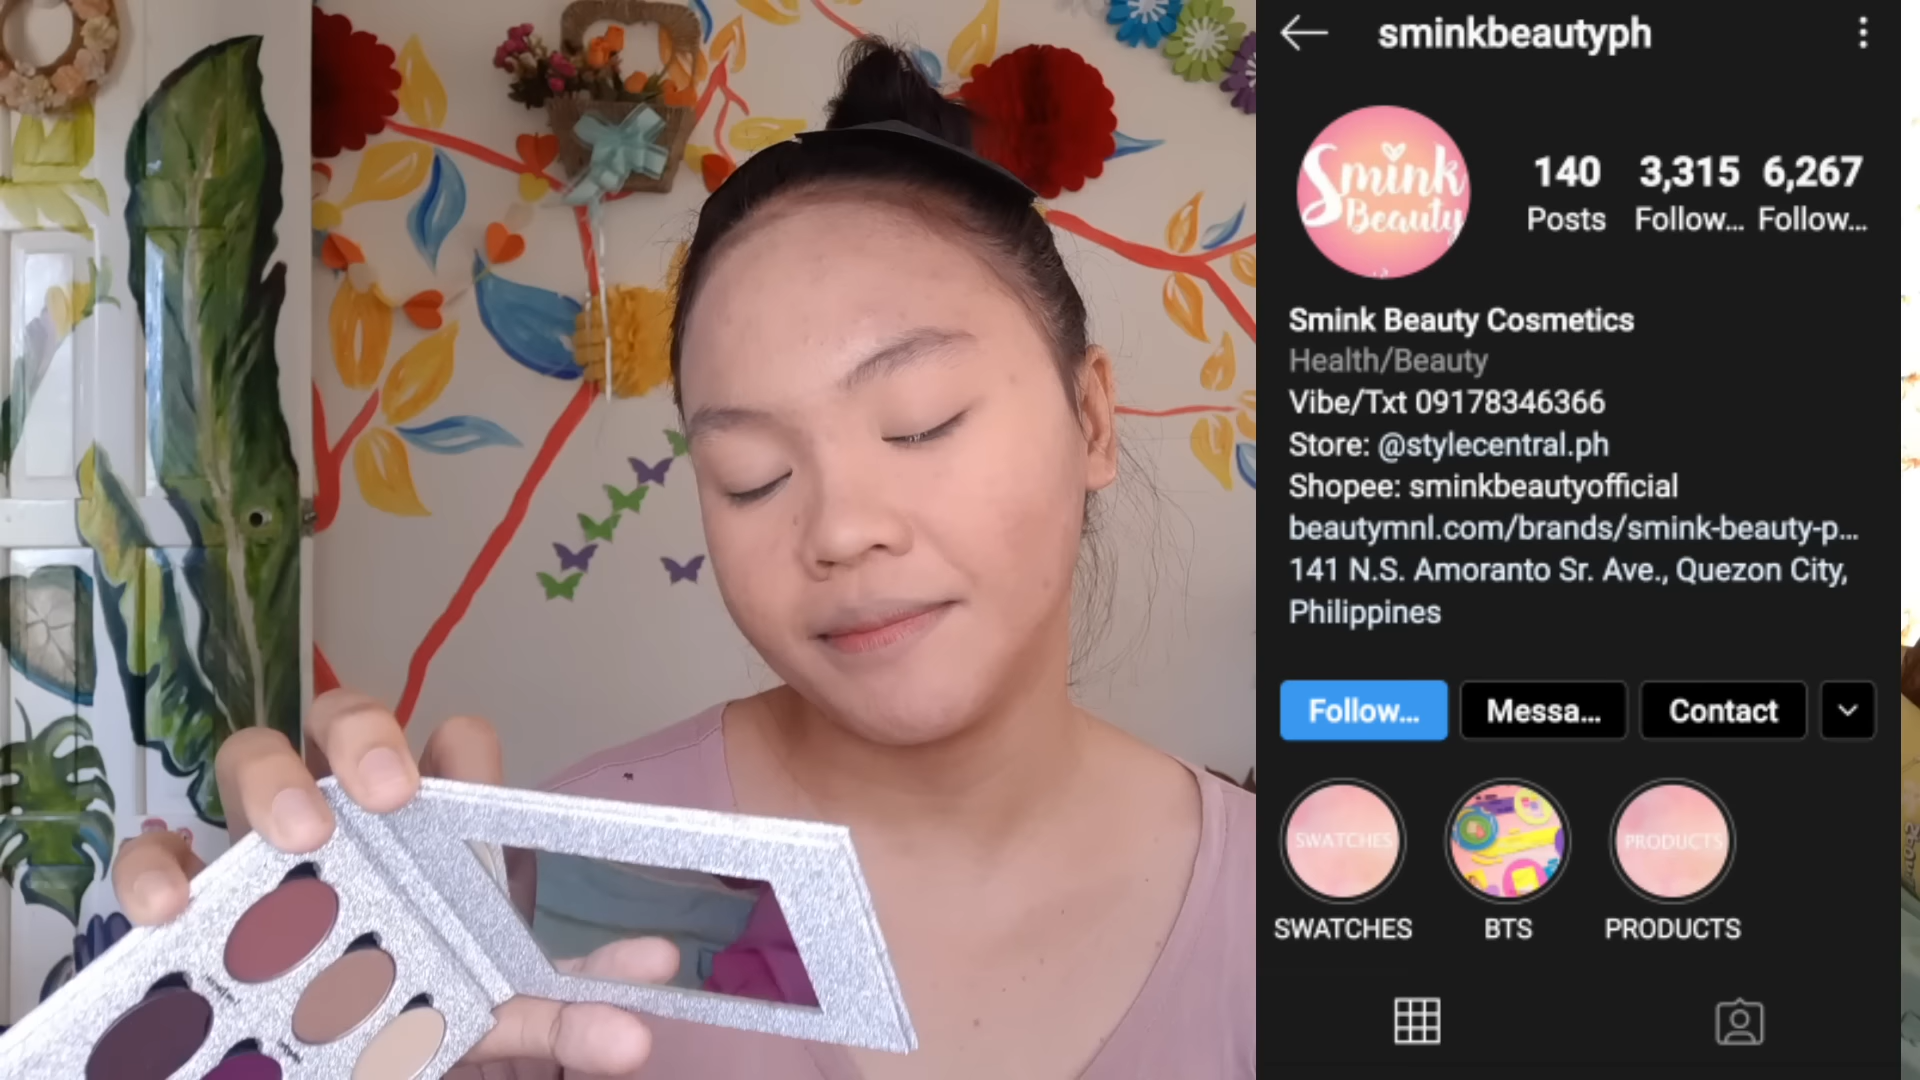 sminkbeautyph
Smink
Beauty
140
3,315
6,267
Posts
Follow...
Follow...
Smink Beauty Cosmetics
Health/Beauty
Vibe/Txt 09178346366
Store: @stylecentral.ph
Shopee: sminkbeautyofficial
beautymnl.com/brands/smink-beauty-p...
141 N.S. Amoranto Sr. Ave., Quezon City,
Philippines
Follow...
Messa...
Contact
SWATCHES
PRODUCTS
SWATCHES
BTS
PRODUCTS